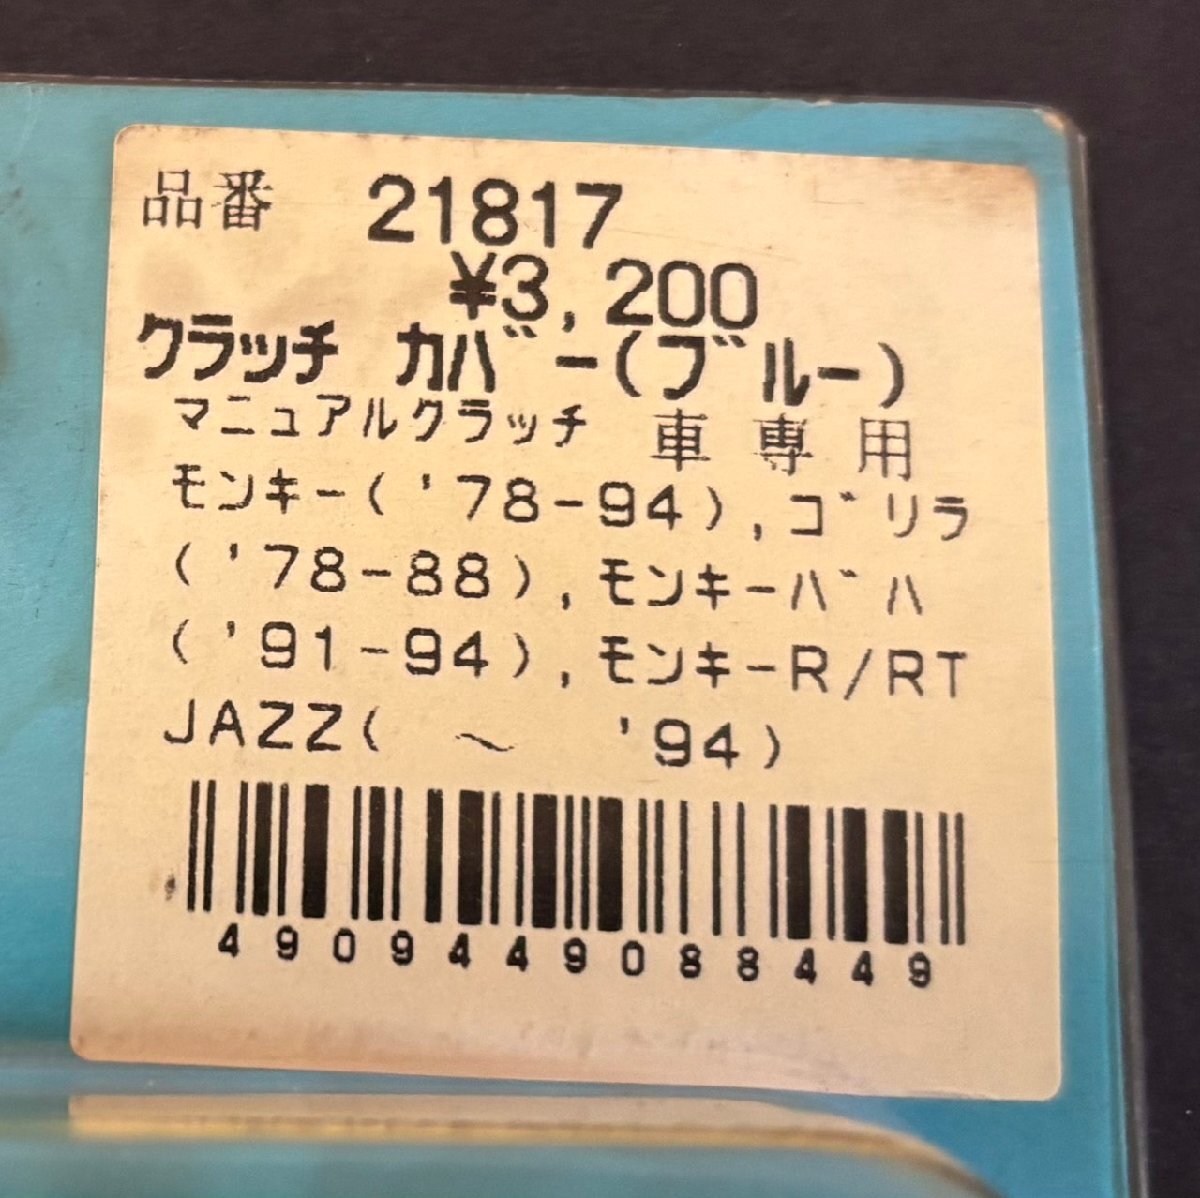 品番 21817
¥3,200
クラッチ カバー(ブルー)
マニュアルクラッチ 車専用
モンキー('78-94),ゴリラ
('78-88),モンキーバハ
('91-94),モンキーR/RT
JAZZ( ～ '94)
4909449088449